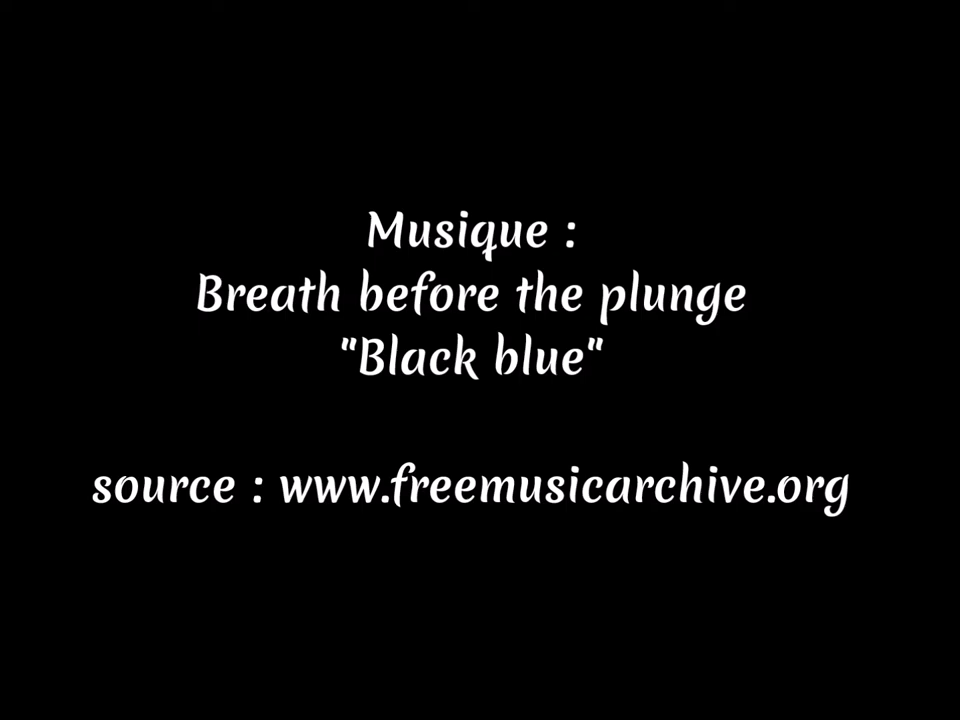 Musique :
Breath before the plunge
"Black blue"
source : www.freemusicarchive.org